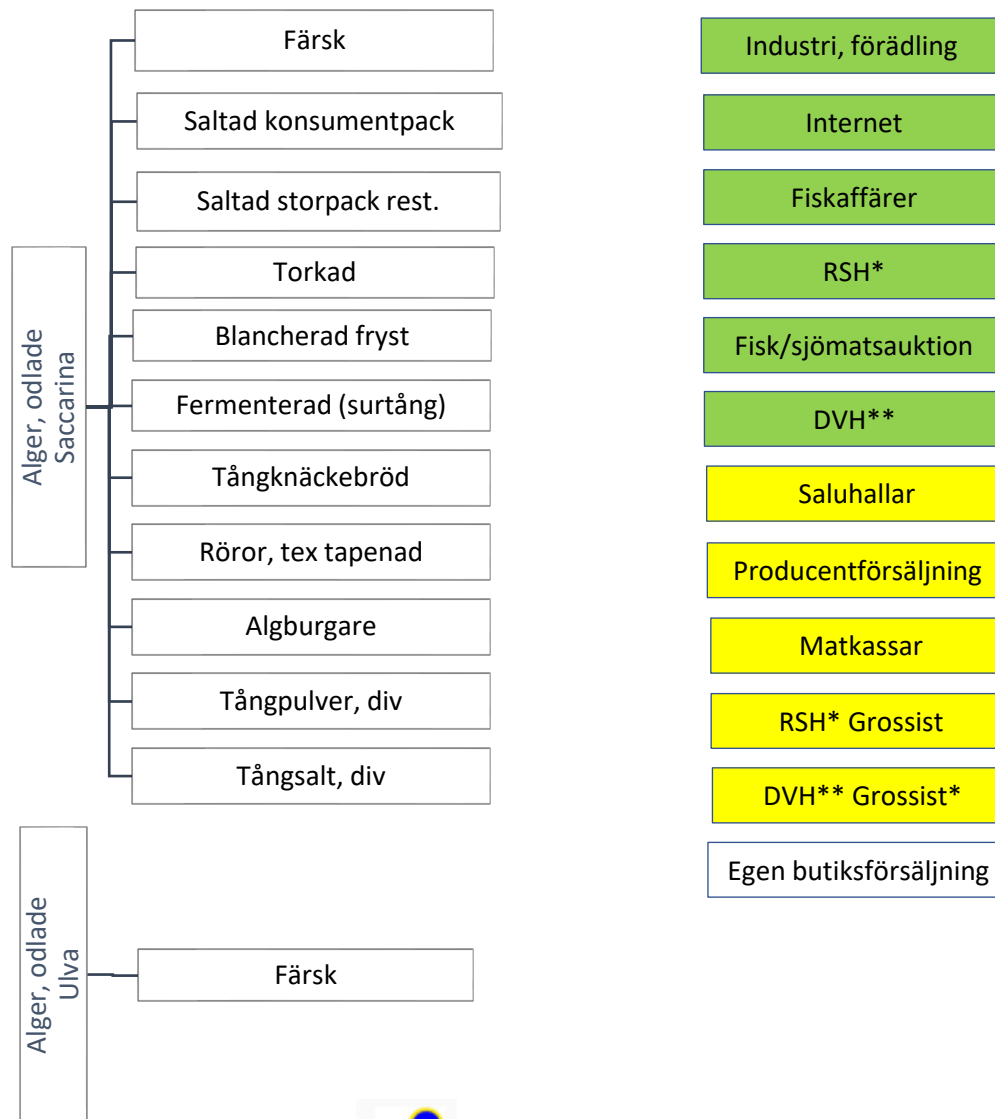 Alger, odlade
Saccarina
Färsk
Saltad konsumentpack
Saltad storpack rest.
Torkad
Blancherad fryst
Fermenterad (surtång)
Tångknäckebröd
Röror, tex tapenad
Algburgare
Tångpulver, div
Tångsalt, div
Alger, odlade
Ulva
Färsk
Industri, förädling
Internet
Fiskaffärer
RSH*
Fisk/sjömatsauktion
DVH**
Saluhallar
Producentförsäljning
Matkassar
RSH* Grossist
DVH** Grossist*
Egen butiksförsäljning